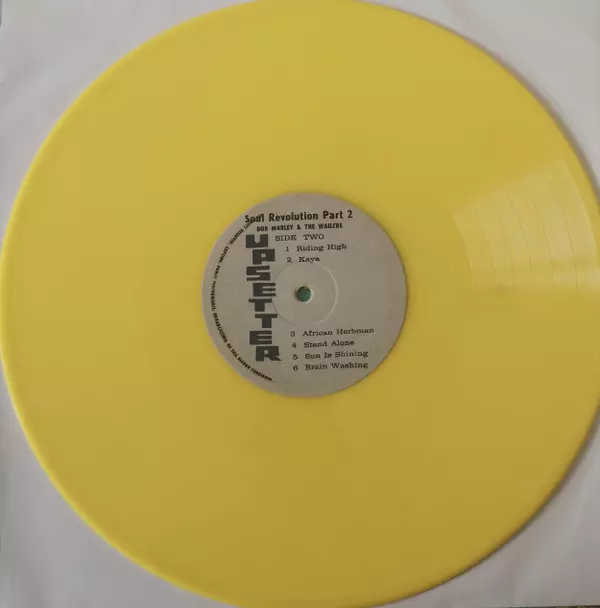 Soul Revolution Part 2
BOB MARLEY & THE WAILERS
SIDE TWO
1 Riding High
2 Kaya
UPSETTER
3 African Herbman
4 Stand Alone
5 Sun Is Shining
6 Brain Washing